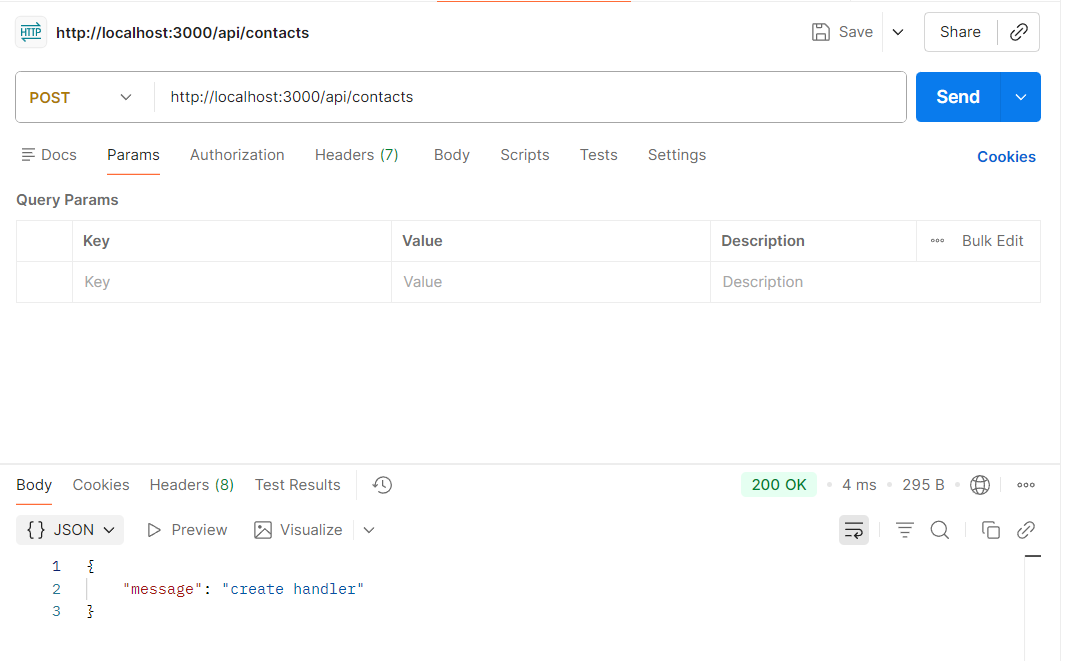 HTTP http://localhost:3000/api/contacts Save Share
POST http://localhost:3000/api/contacts Send
Docs Params Authorization Headers (7) Body Scripts Tests Settings Cookies
Query Params
Key Value Description Bulk Edit
Key Value Description
Body Cookies Headers (8) Test Results 200 OK 4 ms 295 B
{} JSON Preview Visualize
1 {
2 "message": "create handler"
3 }